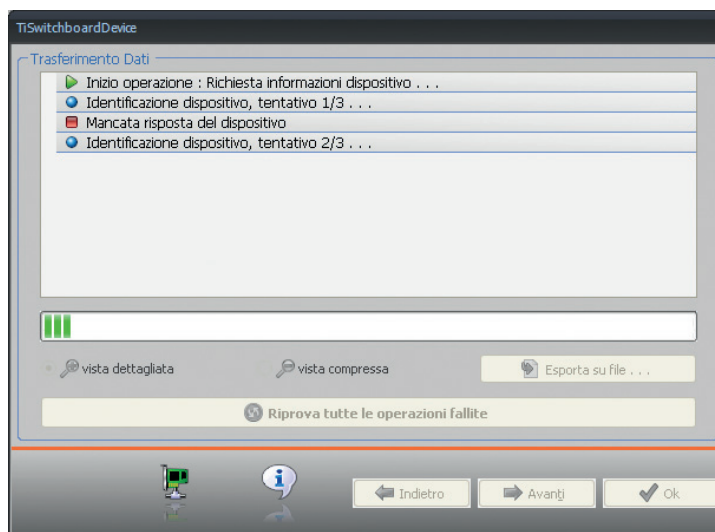 TiSwitchboardDevice
Trasferimento Dati
Inizio operazione : Richiesta informazioni dispositivo . . .
Identificazione dispositivo, tentativo 1/3 . . .
Mancata risposta del dispositivo
Identificazione dispositivo, tentativo 2/3 . . .
vista dettagliata vista compressa Esporta su file . . .
Riprova tutte le operazioni fallite
Indietro Avanti Ok